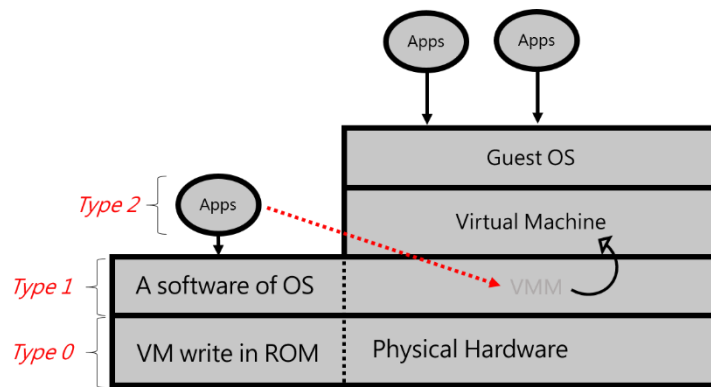 Apps
Apps
Guest OS
Type 2
Apps
Virtual Machine
Type 1
A software of OS
VMM
Type 0
VM write in ROM
Physical Hardware